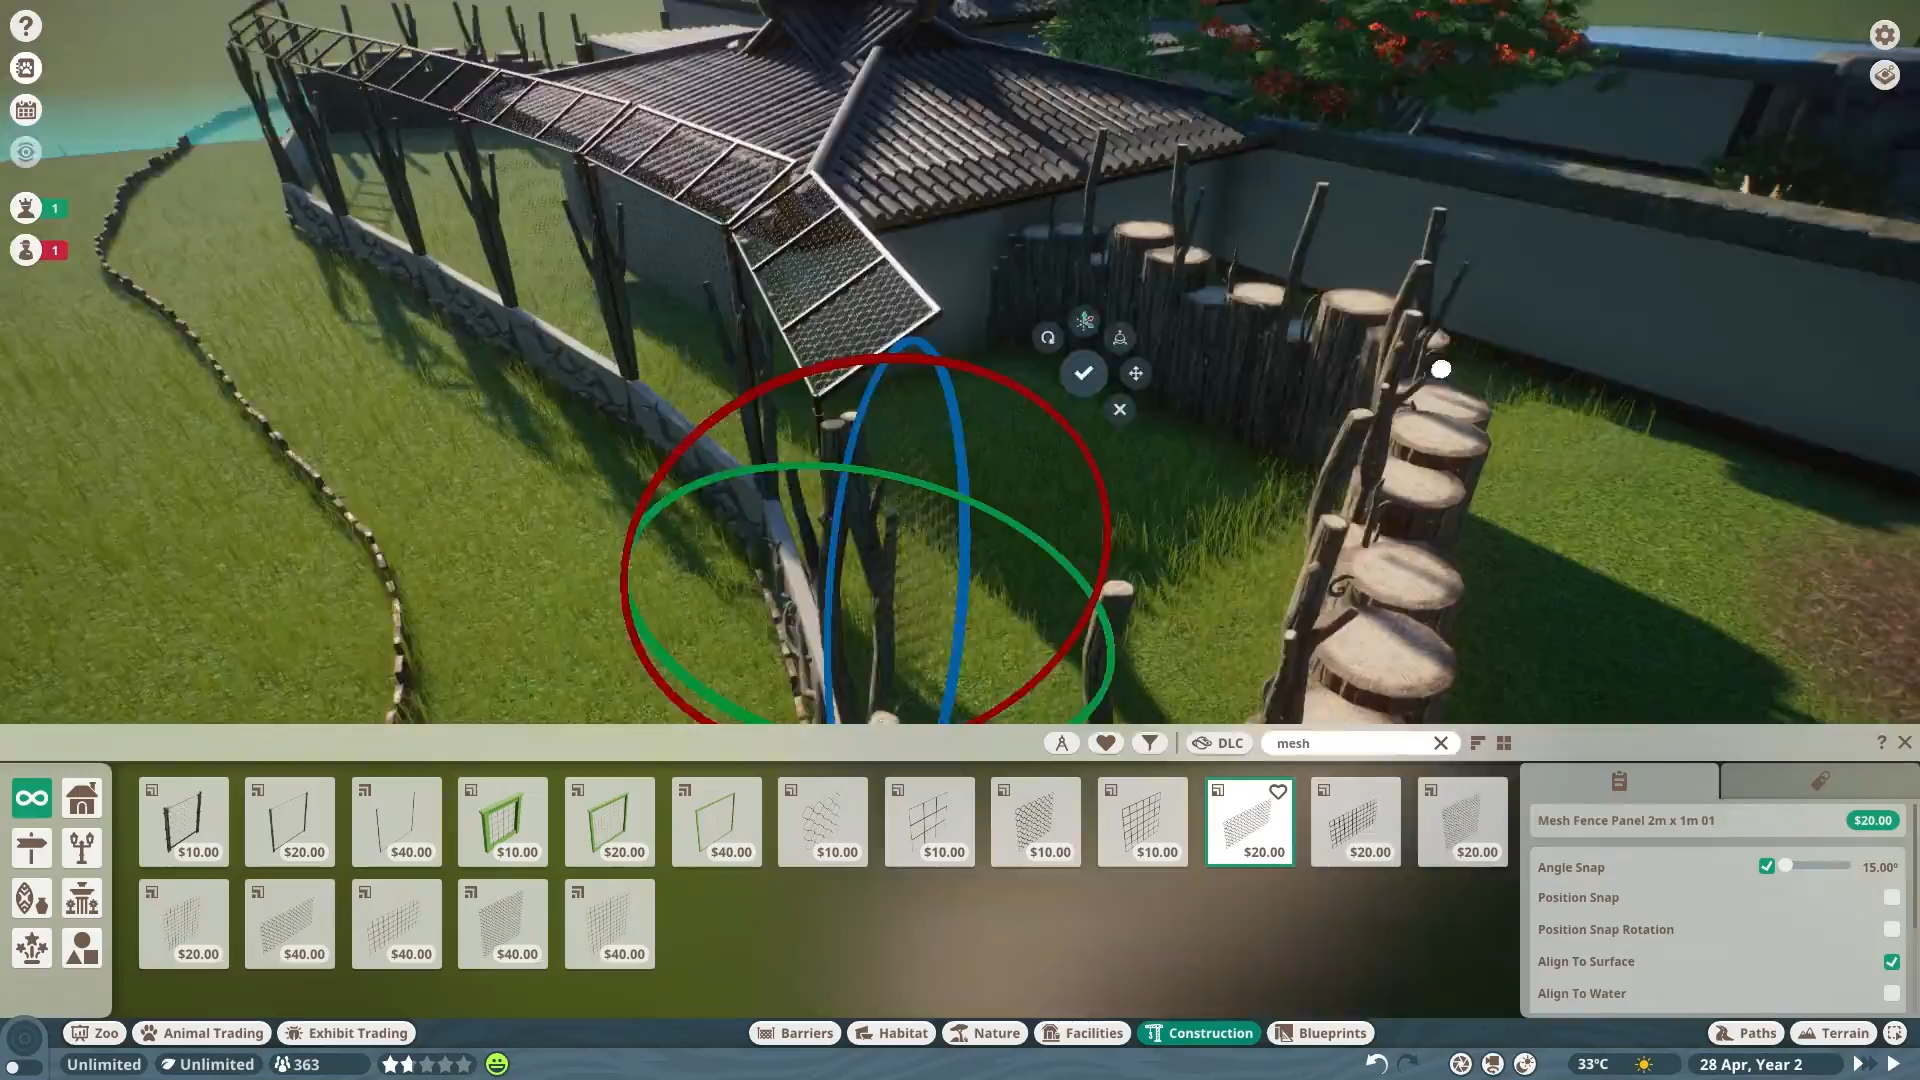 ?
1
1
DLC
mesh
?
$10.00
$20.00
$40.00
$10.00
$20.00
$40.00
$10.00
$10.00
$10.00
$10.00
$20.00
$20.00
$20.00
$20.00
$40.00
$40.00
$40.00
$40.00
Mesh Fence Panel 2m x 1m 01
$20.00
Angle Snap
15.00°
Position Snap
Position Snap Rotation
Align To Surface
Align To Water
Zoo
Animal Trading
Exhibit Trading
Barriers
Habitat
Nature
Facilities
Construction
Blueprints
Paths
Terrain
Unlimited
Unlimited
363
33°C
28 Apr, Year 2